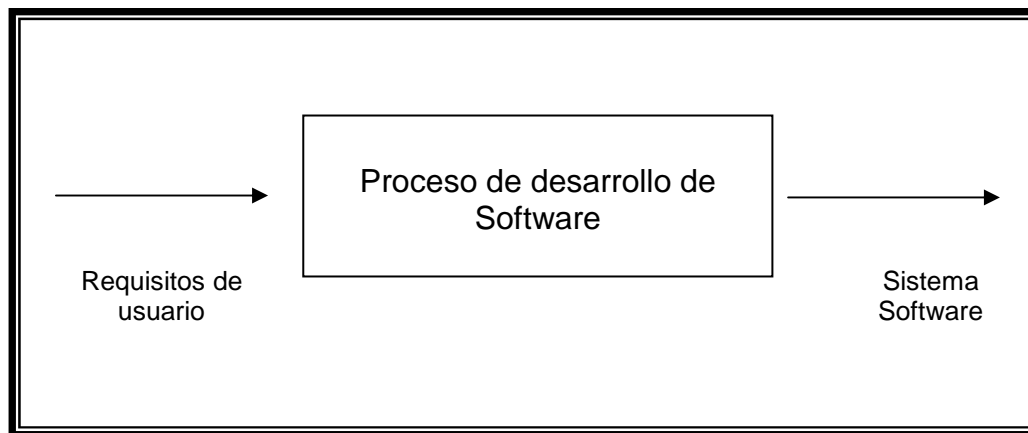 Proceso de desarrollo de
Software
Requisitos de
usuario
Sistema
Software